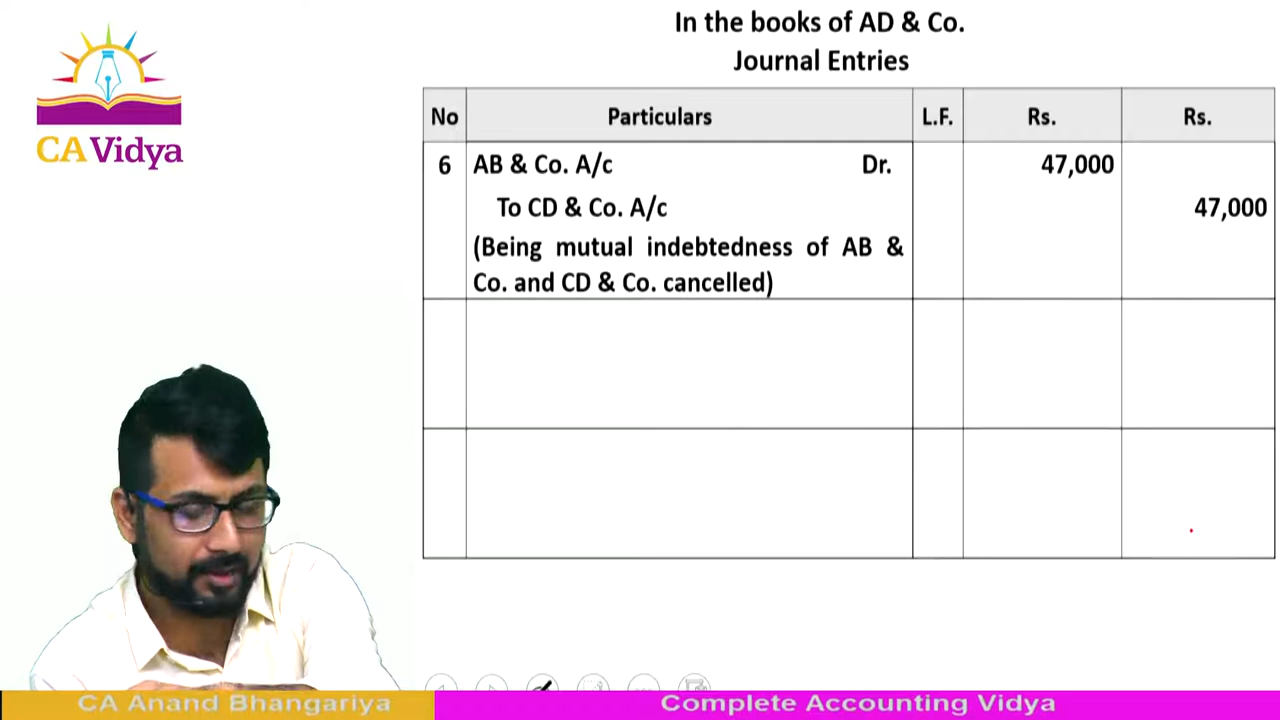 In the books of AD & Co.
Journal Entries
CA Vidya
No Particulars L.F. Rs. Rs.
6 AB & Co. A/c Dr. 47,000
To CD & Co. A/c 47,000
(Being mutual indebtedness of AB &
Co. and CD & Co. cancelled)
CA Anand Bhangariya Complete Accounting Vidya